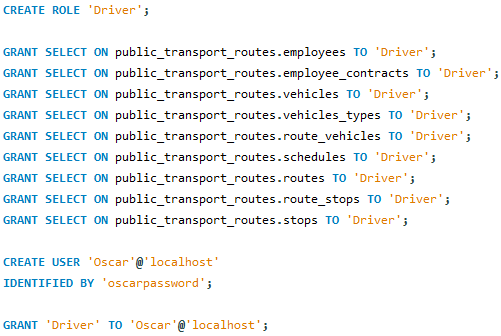 CREATE ROLE 'Driver';
GRANT SELECT ON public_transport_routes.employees TO 'Driver';
GRANT SELECT ON public_transport_routes.employee_contracts TO 'Driver';
GRANT SELECT ON public_transport_routes.vehicles TO 'Driver';
GRANT SELECT ON public_transport_routes.vehicles_types TO 'Driver';
GRANT SELECT ON public_transport_routes.route_vehicles TO 'Driver';
GRANT SELECT ON public_transport_routes.schedules TO 'Driver';
GRANT SELECT ON public_transport_routes.routes TO 'Driver';
GRANT SELECT ON public_transport_routes.route_stops TO 'Driver';
GRANT SELECT ON public_transport_routes.stops TO 'Driver';
CREATE USER 'Oscar'@'localhost'
IDENTIFIED BY 'oscarpassword';
GRANT 'Driver' TO 'Oscar'@'localhost';